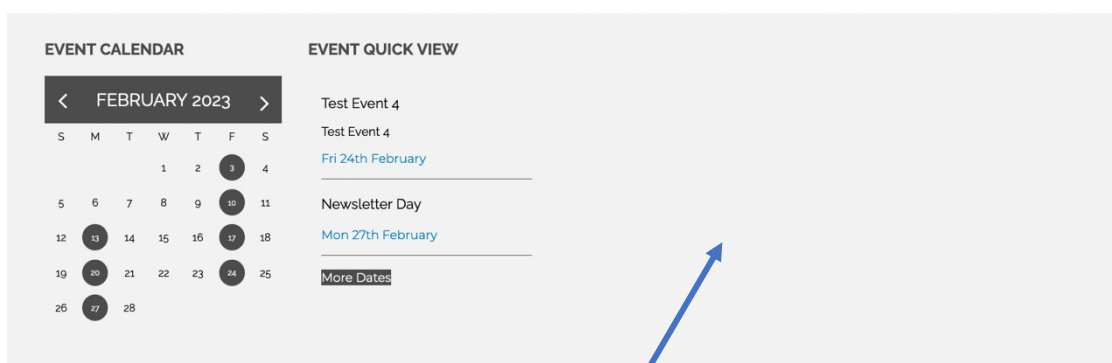 EVENT CALENDAR
< FEBRUARY 2023 >
S M T W T F S
1 2 3 4
5 6 7 8 9 10 11
12 13 14 15 16 17 18
19 20 21 22 23 24 25
26 27 28
EVENT QUICK VIEW
Test Event 4
Test Event 4
Fri 24th February
Newsletter Day
Mon 27th February
More Dates